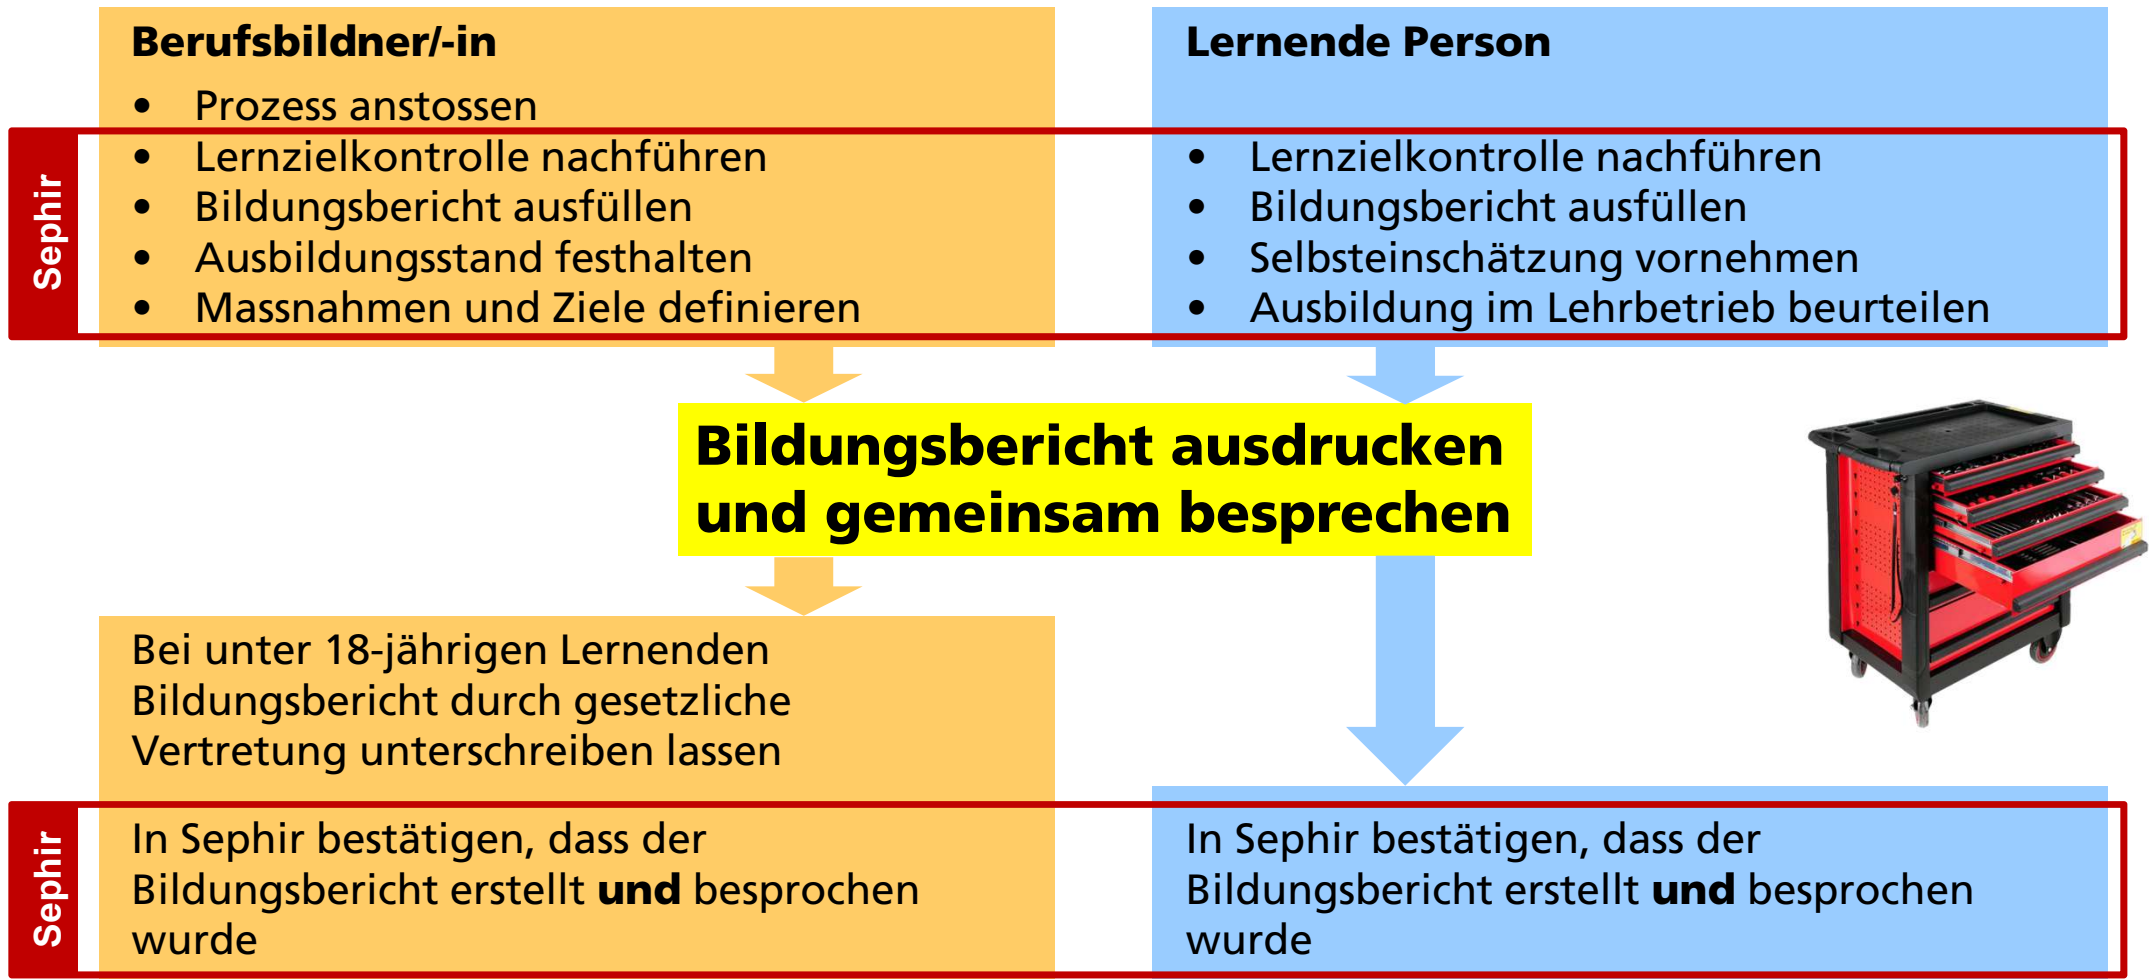 Berufsbildner/-in
• Prozess anstossen
Sephir
• Lernzielkontrolle nachführen
• Bildungsbericht ausfüllen
• Ausbildungsstand festhalten
• Massnahmen und Ziele definieren
Lernende Person
• Lernzielkontrolle nachführen
• Bildungsbericht ausfüllen
• Selbsteinschätzung vornehmen
• Ausbildung im Lehrbetrieb beurteilen
Bildungsbericht ausdrucken
und gemeinsam besprechen
Bei unter 18-jährigen Lernenden
Bildungsbericht durch gesetzliche
Vertretung unterschreiben lassen
Sephir
In Sephir bestätigen, dass der
Bildungsbericht erstellt und besprochen
wurde
In Sephir bestätigen, dass der
Bildungsbericht erstellt und besprochen
wurde